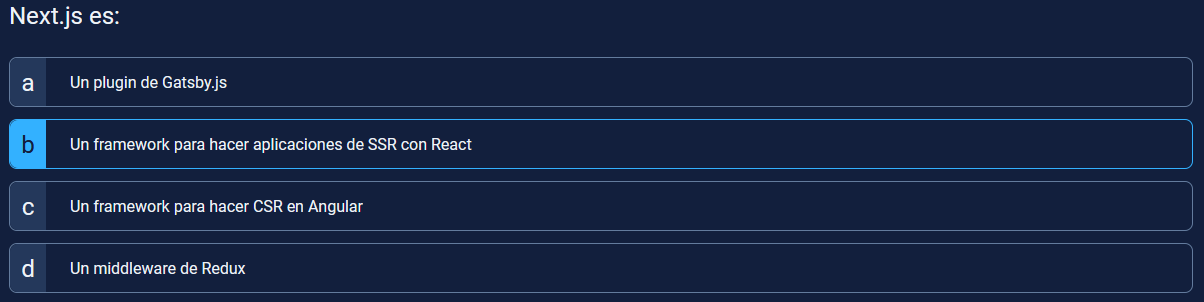 Next.js es:
a Un plugin de Gatsby.js
b Un framework para hacer aplicaciones de SSR con React
c Un framework para hacer CSR en Angular
d Un middleware de Redux